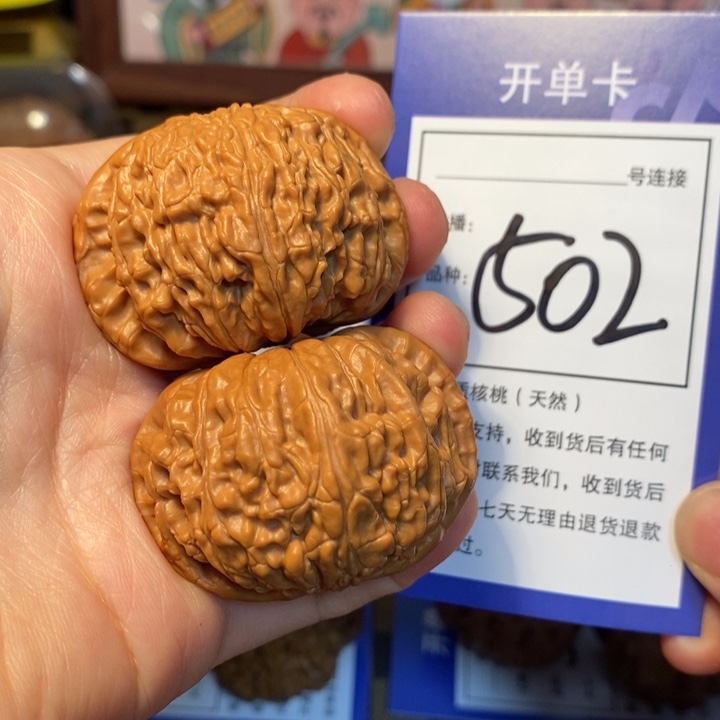 开单卡
号连接
播：
品种：
502
核桃（天然）
支持，收到货后有任何
联系我们，收到货后
七天无理由退货退款
过。